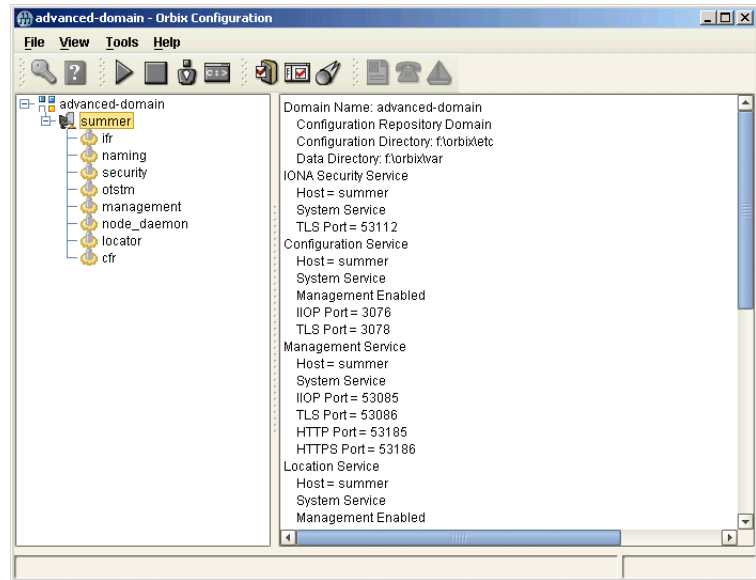 advanced-domain - Orbix Configuration
File View Tools Help
advanced-domain
summer
ifr
naming
security
otstm
management
node_daemon
locator
cfr
Domain Name: advanced-domain
Configuration Repository Domain
Configuration Directory: f:\orbix\etc
Data Directory: f:\orbix\var
IONA Security Service
Host = summer
System Service
TLS Port = 53112
Configuration Service
Host = summer
System Service
Management Enabled
IIOP Port = 3076
TLS Port = 3078
Management Service
Host = summer
System Service
IIOP Port = 53085
TLS Port = 53086
HTTP Port = 53185
HTTPS Port = 53186
Location Service
Host = summer
System Service
Management Enabled